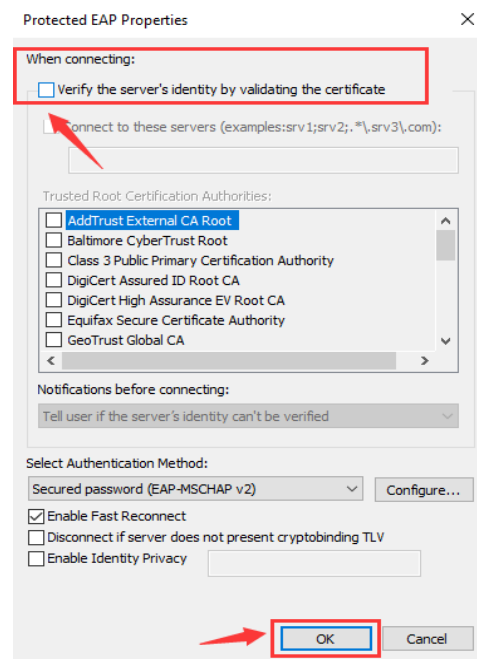 Protected EAP Properties
When connecting:
Verify the server's identity by validating the certificate
Connect to these servers (examples:srv1;srv2;.*\.srv3\.com):
Trusted Root Certification Authorities:
AddTrust External CA Root
Baltimore CyberTrust Root
Class 3 Public Primary Certification Authority
DigiCert Assured ID Root CA
DigiCert High Assurance EV Root CA
Equifax Secure Certificate Authority
GeoTrust Global CA
Notifications before connecting:
Tell user if the server's identity can't be verified
Select Authentication Method:
Secured password (EAP-MSCHAP v2) Configure...
Enable Fast Reconnect
Disconnect if server does not present cryptobinding TLV
Enable Identity Privacy
OK Cancel